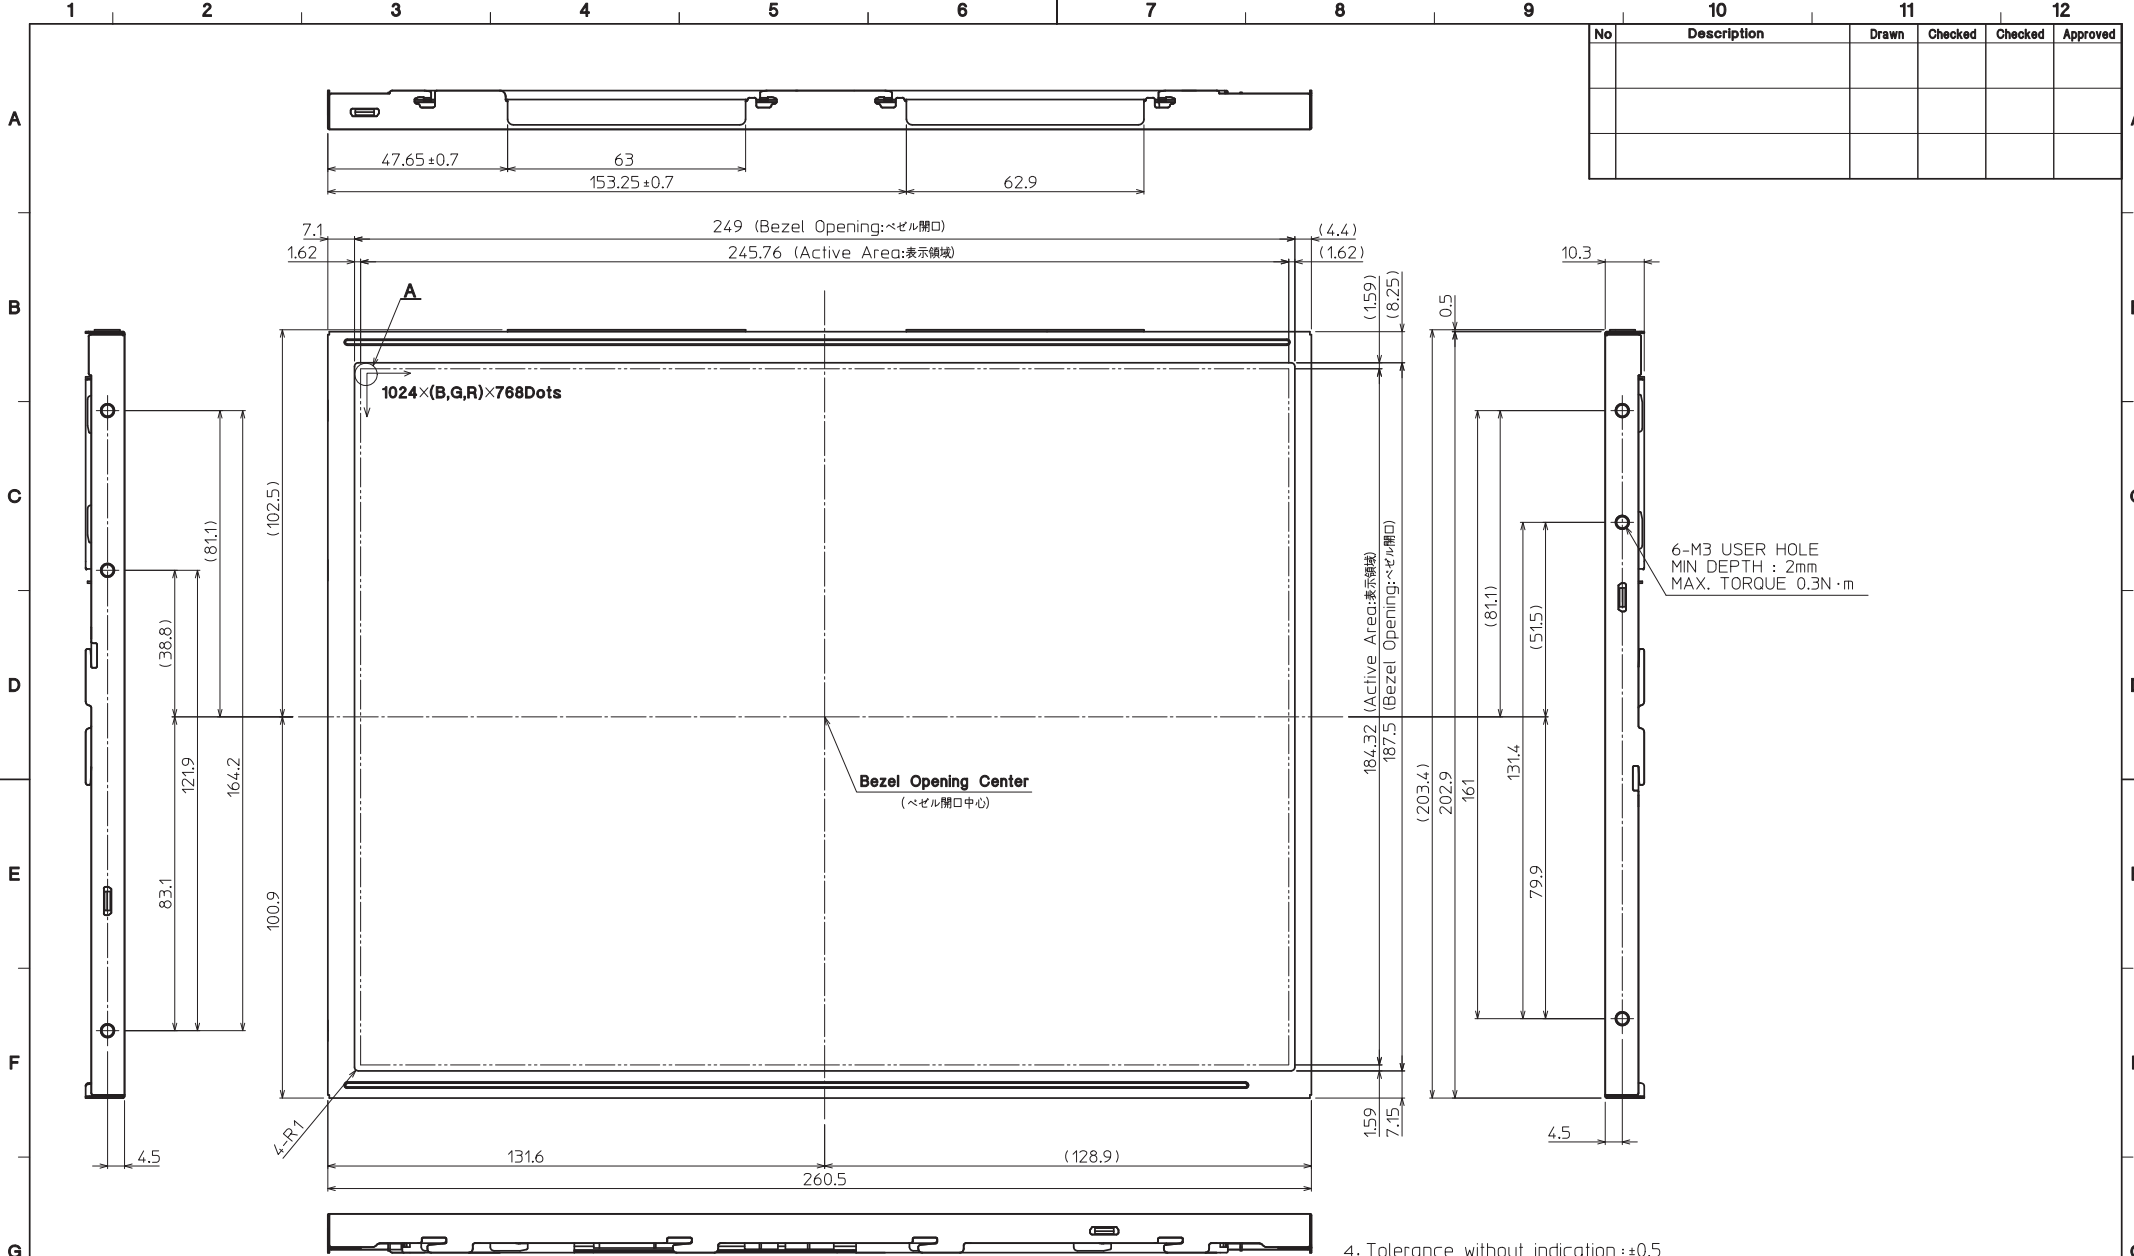 1 2 3 4 5 6 7 8 9 10 11 12
No Description Drawn Checked Checked Approved
A
47.65±0.7 63
153.25±0.7 62.9
7.1 249 (Bezel Opening:ベゼル開口) (4.4)
1.62 245.76 (Active Area:表示領域) (1.62)
10.3
(1.59)
(8.25)
0.5
B
A
1024×(B,G,R)×768Dots
C
(102.5)
(81.1)
(38.8)
121.9
164.2
83.1
100.9
184.32 (Active Area:表示領域)
187.5 (Bezel Opening:ベゼル開口)
(203.4)
202.9
161
(81.1)
131.4
(51.5)
79.9
6-M3 USER HOLE
MIN DEPTH : 2mm
MAX. TORQUE 0.3N·m
D
Bezel Opening Center
(ベゼル開口中心)
E
F
1.59
7.15
4-R1
4.5
4.5
131.6 (128.9)
260.5
G
4. Tolerance without indication : ±0.5